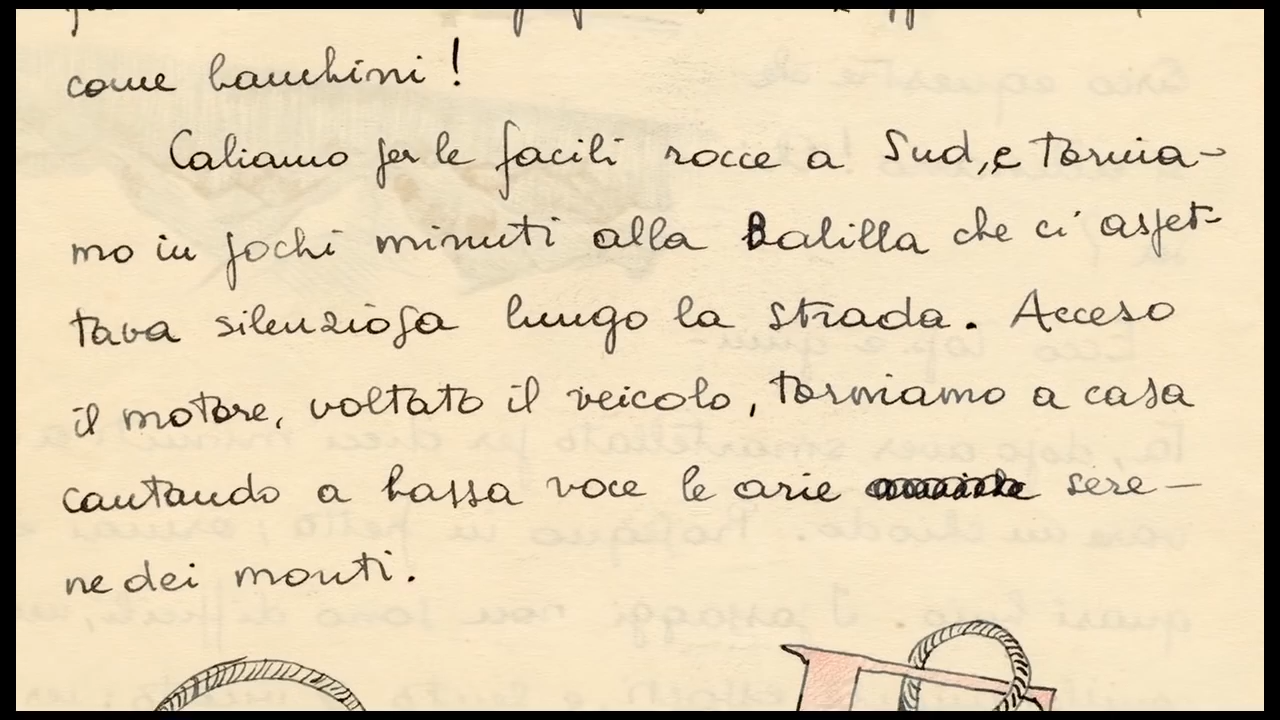 come bambini!
Caliamo per le facili rocce a Sud, e tornia-
mo in pochi minuti alla Balilla che ci aspet-
tava silenziosa lungo la strada. Acceso
il motore, voltato il veicolo, torniamo a casa
cantando a bassa voce le arie sere-
ne dei monti.